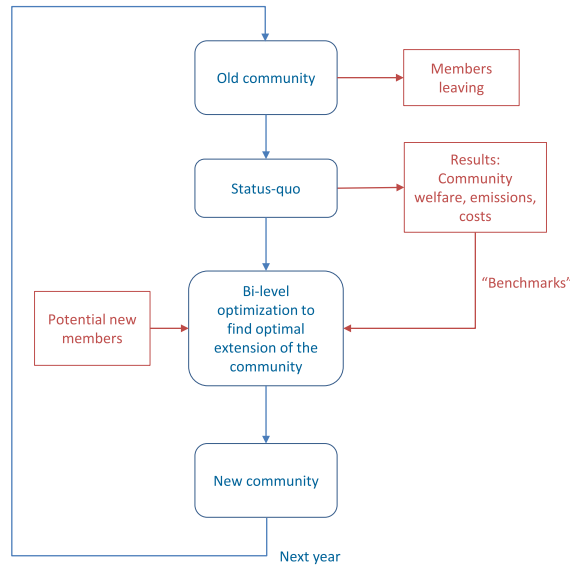 Old community
Members
leaving
Status-quo
Results:
Community
welfare, emissions,
costs
“Benchmarks”
Potential new
members
Bi-level
optimization to
find optimal
extension of the
community
New community
Next year